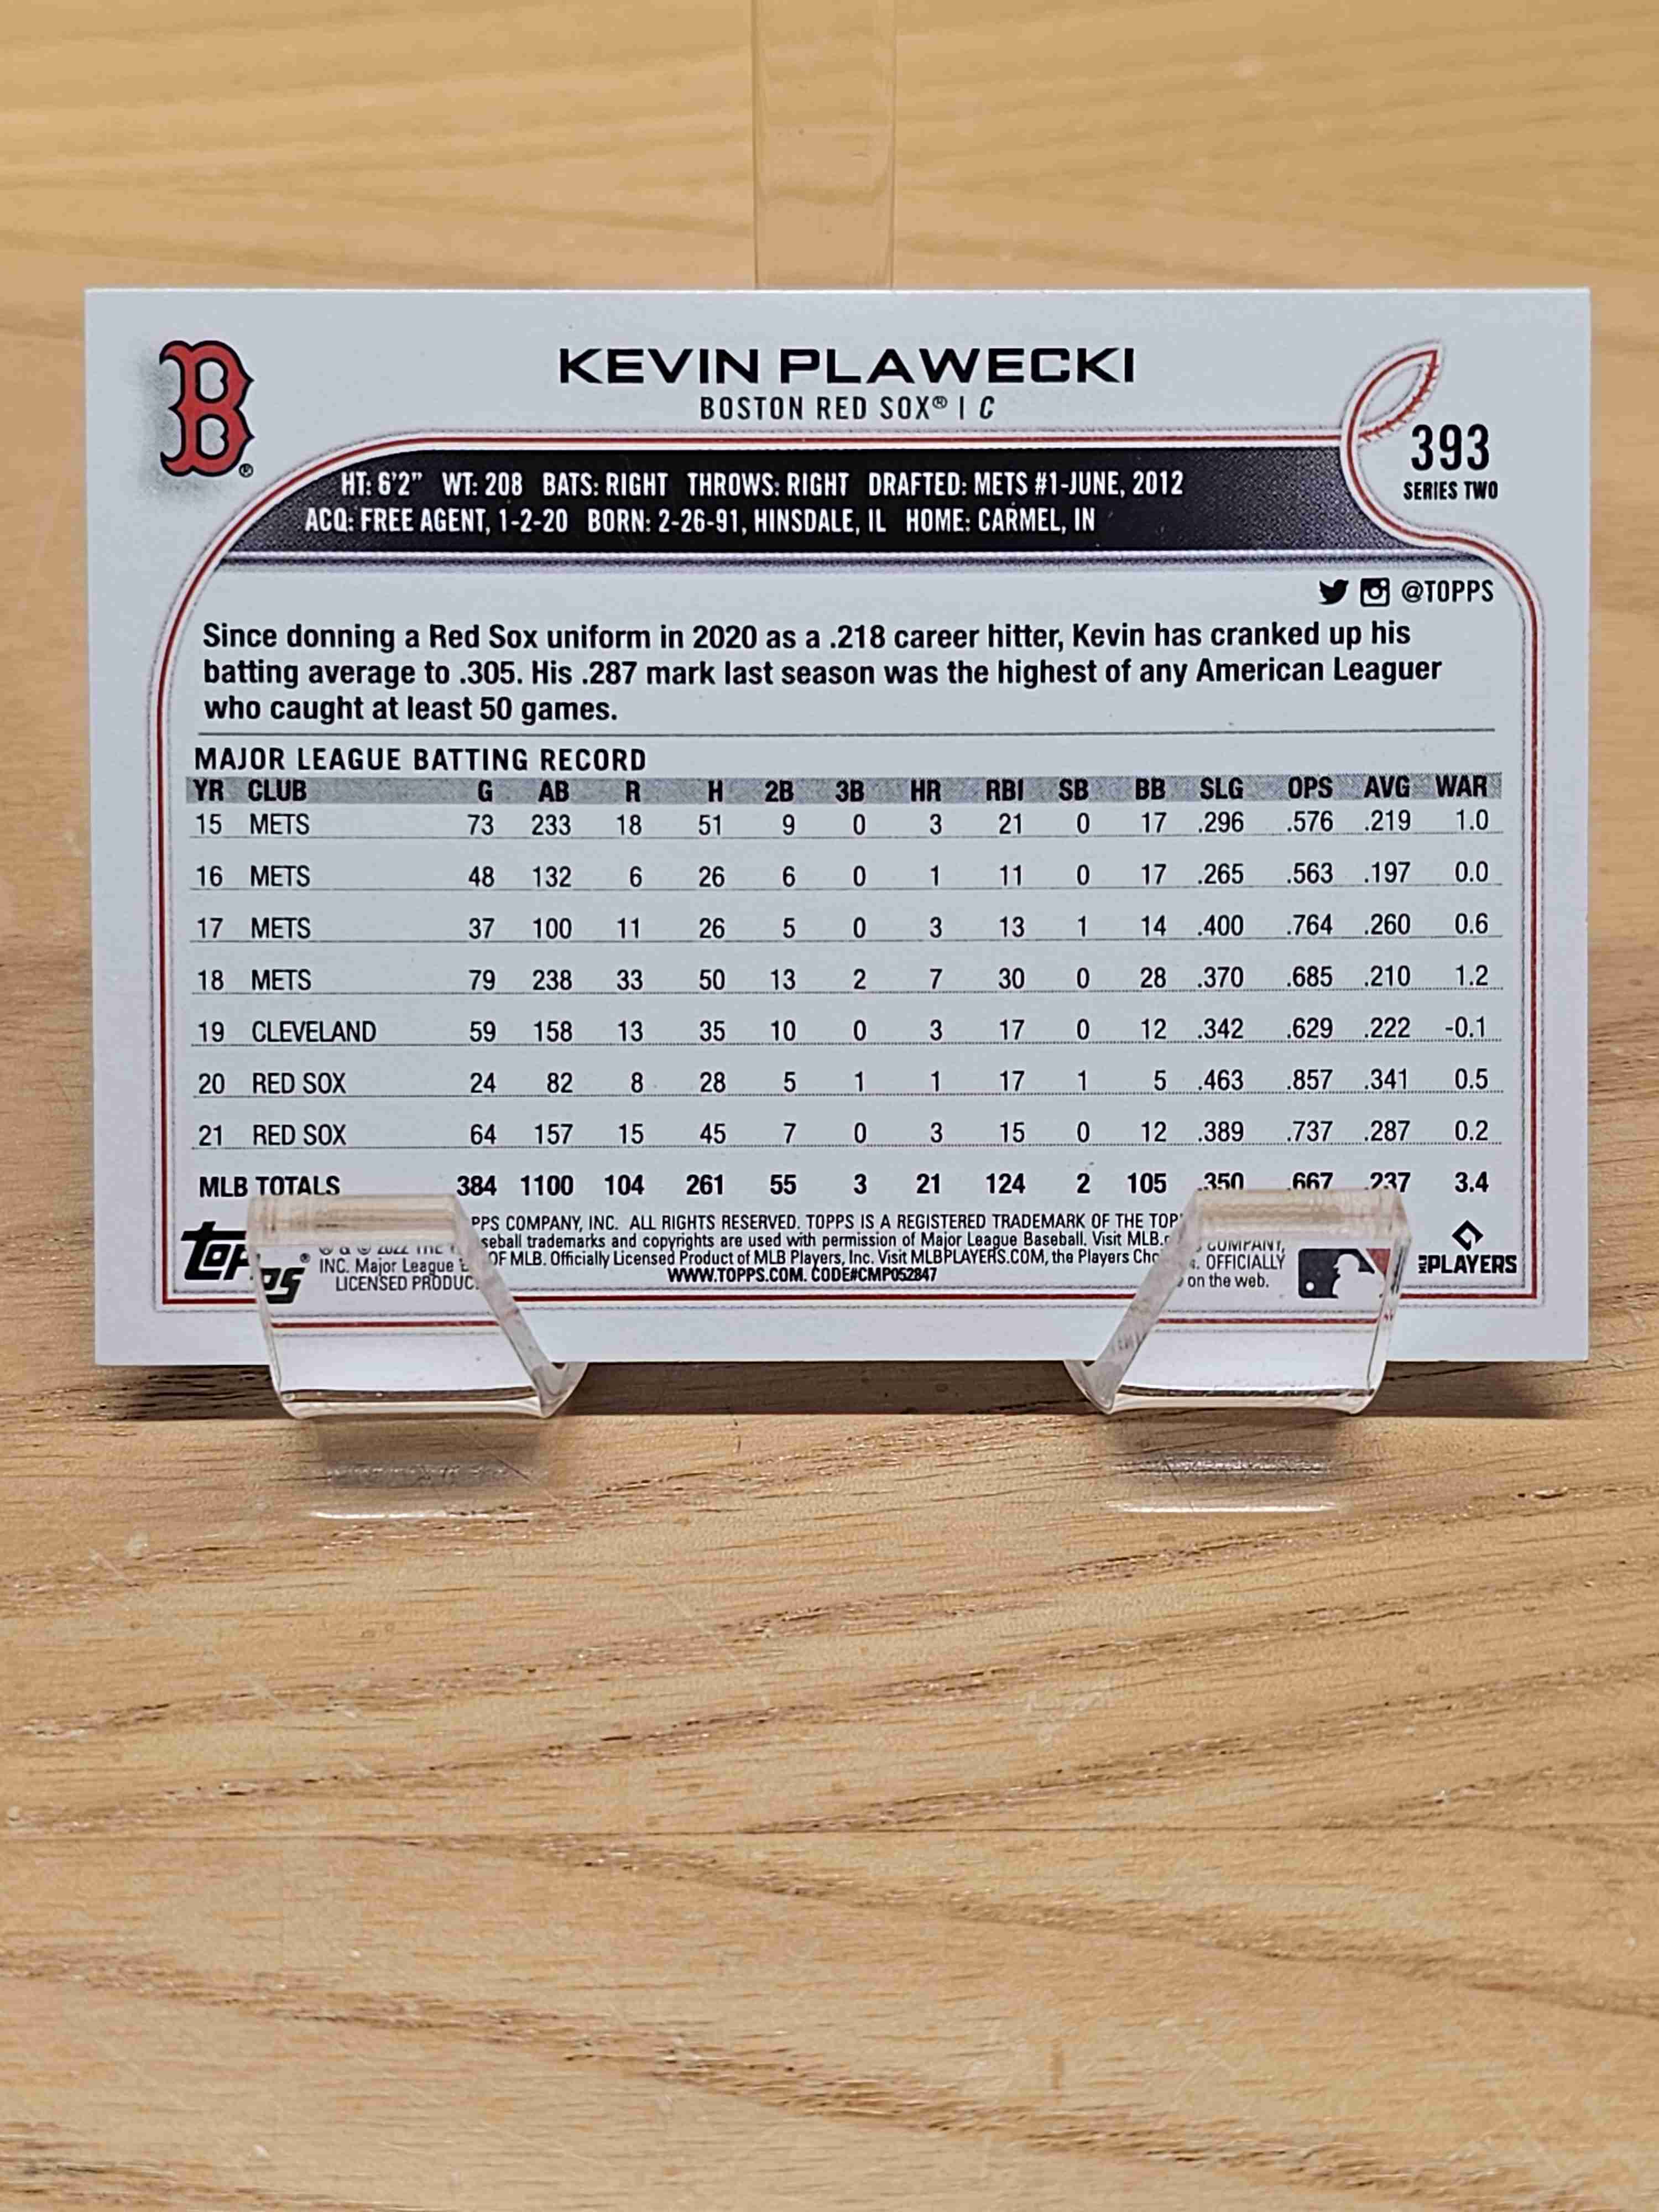 B®
KEVIN PLAWECKI
BOSTON RED SOX® | C
393
SERIES TWO
HT: 6'2" WT: 208 BATS: RIGHT THROWS: RIGHT DRAFTED: METS #1-JUNE, 2012
ACQ: FREE AGENT, 1-2-20 BORN: 2-26-91, HINSDALE, IL HOME: CARMEL, IN
@TOPPS
Since donning a Red Sox uniform in 2020 as a .218 career hitter, Kevin has cranked up his
batting average to .305. His .287 mark last season was the highest of any American Leaguer
who caught at least 50 games.
MAJOR LEAGUE BATTING RECORD
YR CLUB G AB R H 2B 3B HR RBI SB BB SLG OPS AVG WAR
15 METS 73 233 18 51 9 0 3 21 0 17 .296 .576 .219 1.0
16 METS 48 132 6 26 6 0 1 11 0 17 .265 .563 .197 0.0
17 METS 37 100 11 26 5 0 3 13 1 14 .400 .764 .260 0.6
18 METS 79 238 33 50 13 2 7 30 0 28 .370 .685 .210 1.2
19 CLEVELAND 59 158 13 35 10 0 3 17 0 12 .342 .629 .222 -0.1
20 RED SOX 24 82 8 28 5 1 1 17 1 5 .463 .857 .341 0.5
21 RED SOX 64 157 15 45 7 0 3 15 0 12 .389 .737 .287 0.2
MLB TOTALS 384 1100 104 261 55 3 21 124 2 105 .350 .667 .237 3.4
Topps ® & © 2022 THE PPS COMPANY, INC. ALL RIGHTS RESERVED. TOPPS IS A REGISTERED TRADEMARK OF THE TOP COMPANY,
INC. Major League seball trademarks and copyrights are used with permission of Major League Baseball. Visit MLB. OFFICIALLY
LICENSED PRODUC OF MLB. Officially Licensed Product of MLB Players, Inc. Visit MLBPLAYERS.COM, the Players Cho on the web.
WWW.TOPPS.COM. CODE#CMP052847
MLB PLAYERS